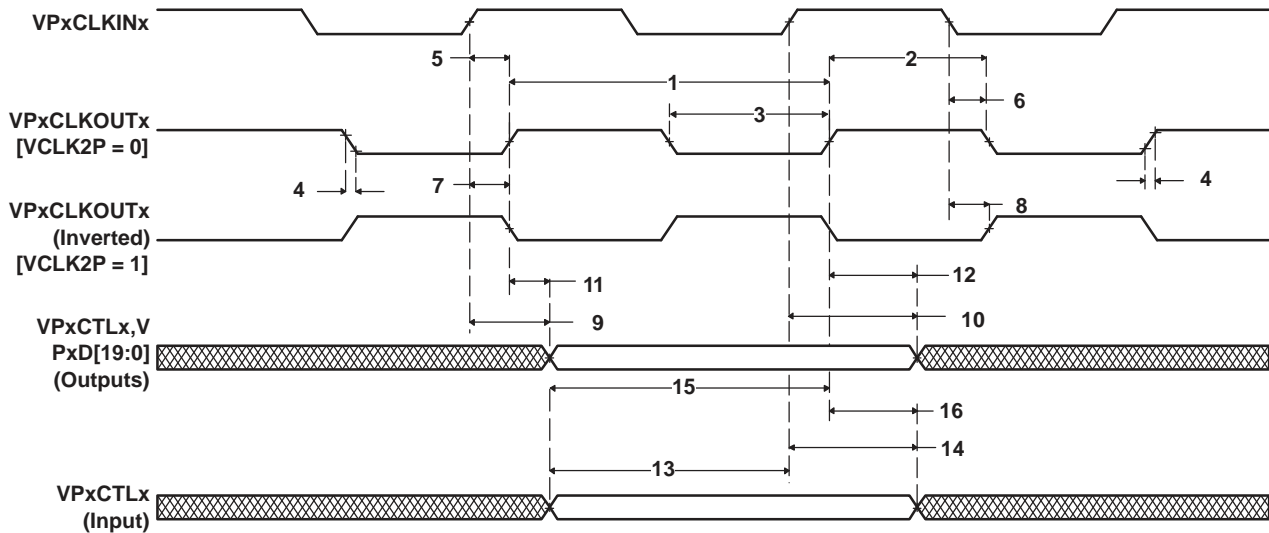 VPxCLKINx
5
2
1
6
VPxCLKOUTx
[VCLK2P = 0]
3
4
7
4
VPxCLKOUTx
(Inverted)
[VCLK2P = 1]
8
11
12
9
10
VPxCTLx,V
PxD[19:0]
(Outputs)
15
16
14
13
VPxCTLx
(Input)